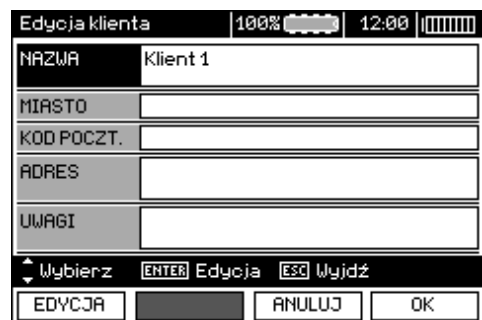 Edycja klienta 100% 12:00
NAZWA Klient 1
MIASTO
KOD POCZT.
ADRES
UWAGI
Wybierz ENTER Edycja ESC Wyjdź
EDYCJA ANULUJ OK